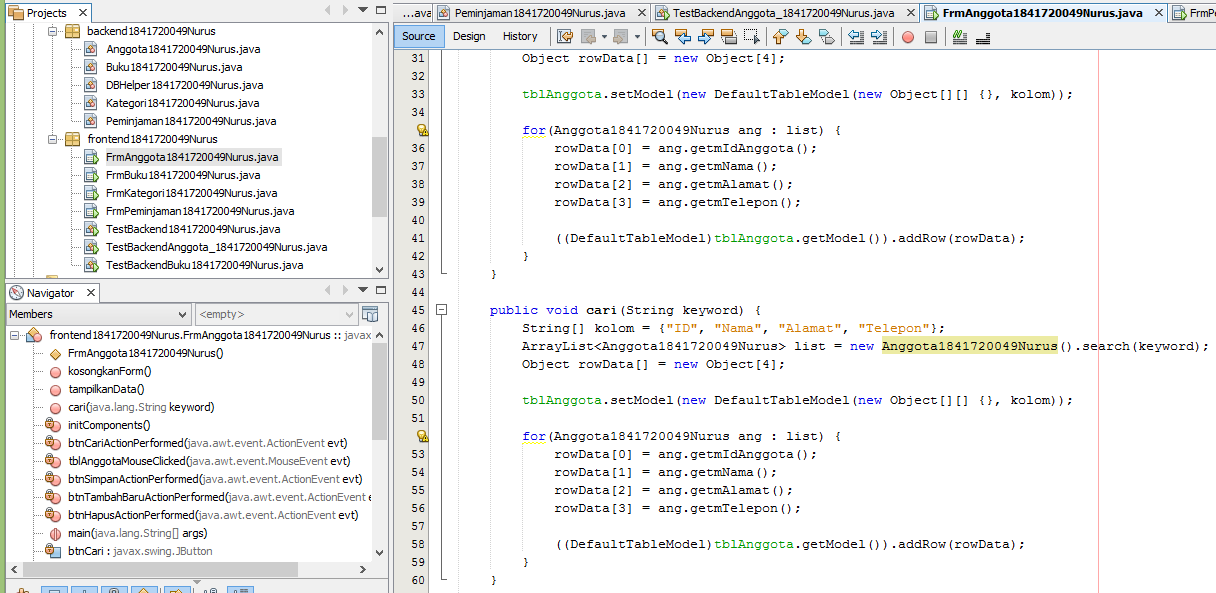 Projects
backend1841720049Nurus
Anggota1841720049Nurus.java
Buku1841720049Nurus.java
DBHelper1841720049Nurus.java
Kategori1841720049Nurus.java
Peminjaman1841720049Nurus.java
frontend1841720049Nurus
FrmAnggota1841720049Nurus.java
FrmBuku1841720049Nurus.java
FrmKategori1841720049Nurus.java
FrmPeminjaman1841720049Nurus.java
TestBackend1841720049Nurus.java
TestBackendAnggota_1841720049Nurus.java
TestBackendBuku1841720049Nurus.java
Navigator
Members
<empty>
frontend1841720049Nurus.FrmAnggota1841720049Nurus :: javax
FrmAnggota1841720049Nurus()
kosongkanForm()
tampilkanData()
cari(java.lang.String keyword)
initComponents()
btnCariActionPerformed(java.awt.event.ActionEvent evt)
tblAnggotaMouseClicked(java.awt.event.MouseEvent evt)
btnSimpanActionPerformed(java.awt.event.ActionEvent evt)
btnTambahBaruActionPerformed(java.awt.event.ActionEvent e
btnHapusActionPerformed(java.awt.event.ActionEvent evt)
main(java.lang.String[] args)
btnCari : javax.swing.JButton
...ava
Peminjaman1841720049Nurus.java
TestBackendAnggota_1841720049Nurus.java
FrmAnggota1841720049Nurus.java
FrmPe
Source Design History
31 Object rowData[] = new Object[4];
32
33 tblAnggota.setModel(new DefaultTableModel(new Object[][] {}, kolom));
34
for(Anggota1841720049Nurus ang : list) {
36 rowData[0] = ang.getmIdAnggota();
37 rowData[1] = ang.getmNama();
38 rowData[2] = ang.getmAlamat();
39 rowData[3] = ang.getmTelepon();
40
41 ((DefaultTableModel)tblAnggota.getModel()).addRow(rowData);
42 }
43 }
44
45 public void cari(String keyword) {
46 String[] kolom = {"ID", "Nama", "Alamat", "Telepon"};
47 ArrayList<Anggota1841720049Nurus> list = new Anggota1841720049Nurus().search(keyword);
48 Object rowData[] = new Object[4];
49
50 tblAnggota.setModel(new DefaultTableModel(new Object[][] {}, kolom));
51
for(Anggota1841720049Nurus ang : list) {
53 rowData[0] = ang.getmIdAnggota();
54 rowData[1] = ang.getmNama();
55 rowData[2] = ang.getmAlamat();
56 rowData[3] = ang.getmTelepon();
57
58 ((DefaultTableModel)tblAnggota.getModel()).addRow(rowData);
59 }
60 }